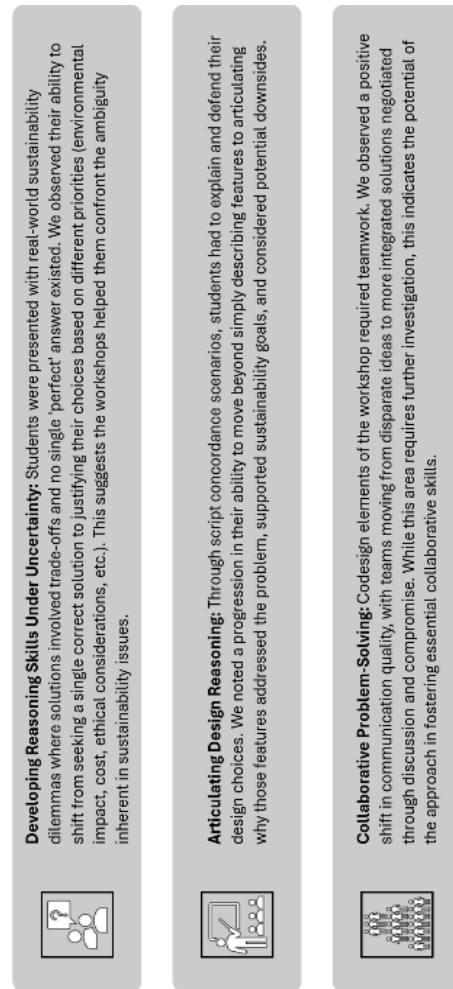 Developing Reasoning Skills Under Uncertainty: Students were presented with real-world sustainability
dilemmas where solutions involved trade-offs and no single 'perfect' answer existed. We observed their ability to
shift from seeking a single correct solution to justifying their choices based on different priorities (environmental
impact, cost, ethical considerations, etc.). This suggests the workshops helped them confront the ambiguity
inherent in sustainability issues.
?
Articulating Design Reasoning: Through script concordance scenarios, students had to explain and defend their
design choices. We noted a progression in their ability to move beyond simply describing features to articulating
why those features addressed the problem, supported sustainability goals, and considered potential downsides.
Collaborative Problem-Solving: Codesign elements of the workshop required teamwork. We observed a positive
shift in communication quality, with teams moving from disparate ideas to more integrated solutions negotiated
through discussion and compromise. While this area requires further investigation, this indicates the potential of
the approach in fostering essential collaborative skills.